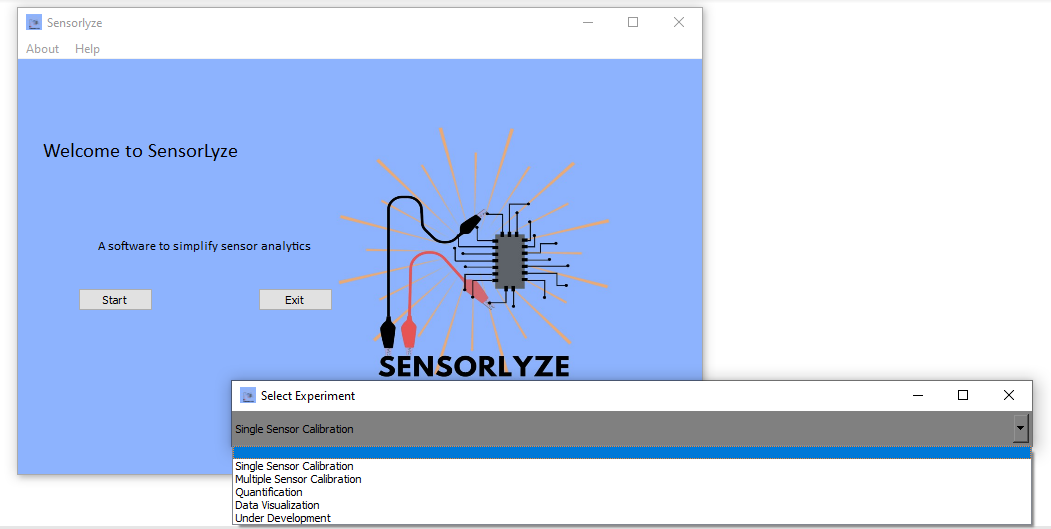 Sensorlyze
About Help
Welcome to SensorLyze
A software to simplify sensor analytics
Start Exit
SENSORLYZE
Select Experiment
Single Sensor Calibration
Single Sensor Calibration
Multiple Sensor Calibration
Quantification
Data Visualization
Under Development